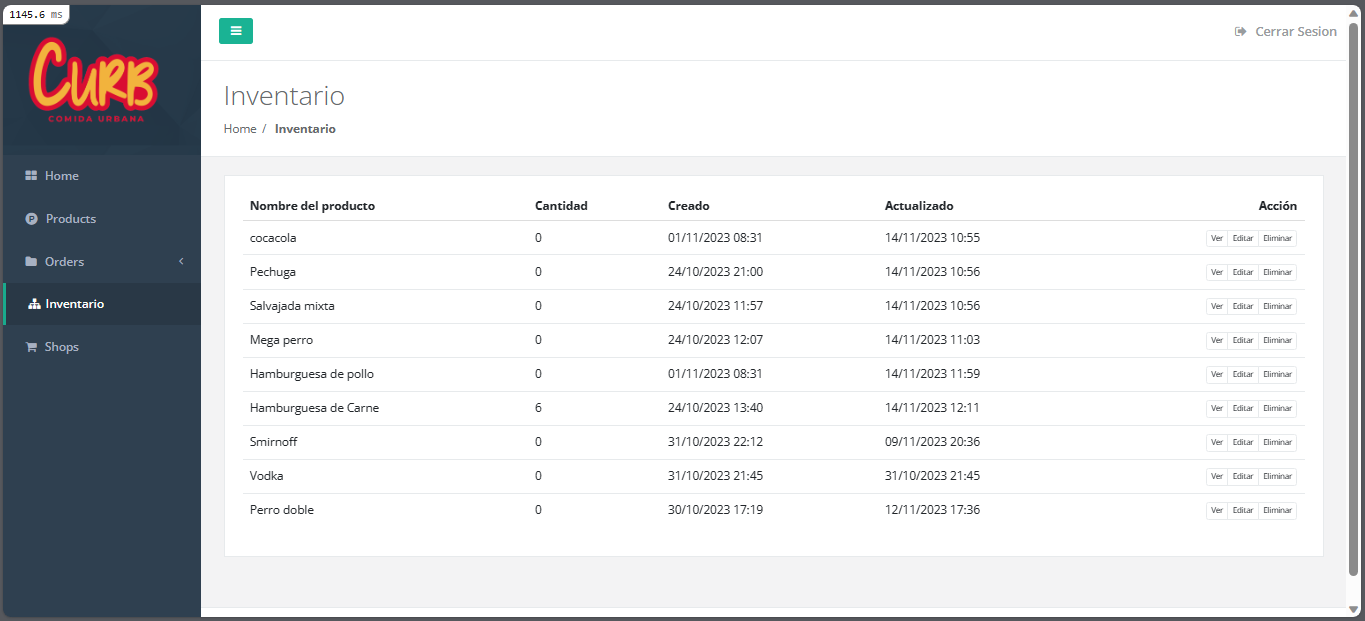 1145.6 ms
CURB
COMIDA URBANA
Home
Products
Orders
Inventario
Shops
Cerrar Sesion
Inventario
Home / Inventario
Nombre del producto Cantidad Creado Actualizado Acción
cocacola 0 01/11/2023 08:31 14/11/2023 10:55 Ver Editar Eliminar
Pechuga 0 24/10/2023 21:00 14/11/2023 10:56 Ver Editar Eliminar
Salvajada mixta 0 24/10/2023 11:57 14/11/2023 10:56 Ver Editar Eliminar
Mega perro 0 24/10/2023 12:07 14/11/2023 11:03 Ver Editar Eliminar
Hamburguesa de pollo 0 01/11/2023 08:31 14/11/2023 11:59 Ver Editar Eliminar
Hamburguesa de Carne 6 24/10/2023 13:40 14/11/2023 12:11 Ver Editar Eliminar
Smirnoff 0 31/10/2023 22:12 09/11/2023 20:36 Ver Editar Eliminar
Vodka 0 31/10/2023 21:45 31/10/2023 21:45 Ver Editar Eliminar
Perro doble 0 30/10/2023 17:19 12/11/2023 17:36 Ver Editar Eliminar